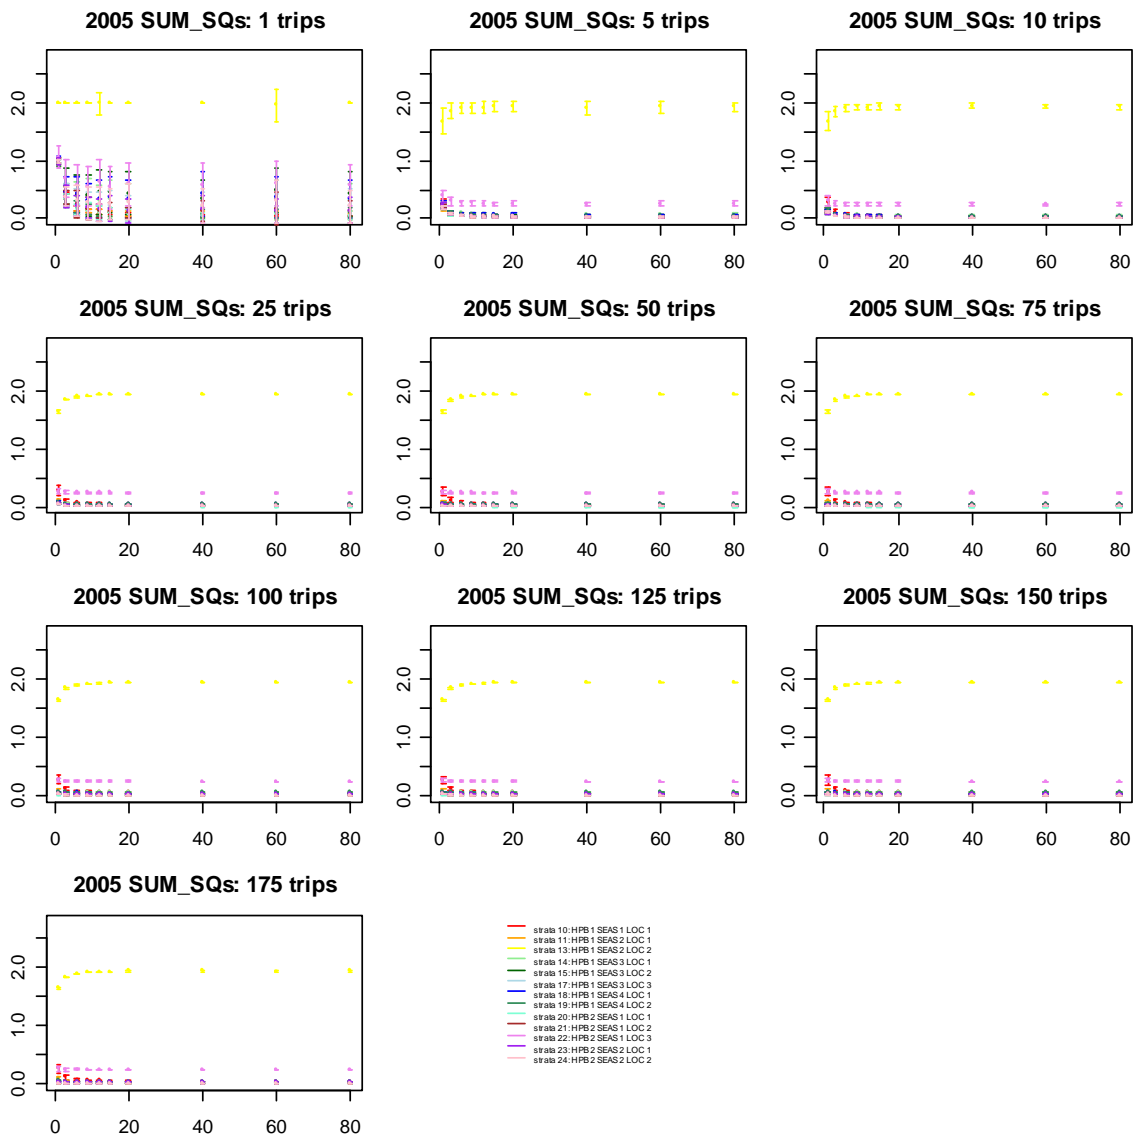 2005 SUM_SQs: 1 trips
2005 SUM_SQs: 5 trips
2005 SUM_SQs: 10 trips
0.0 1.0 2.0
0 20 40 60 80
0.0 1.0 2.0
0 20 40 60 80
0.0 1.0 2.0
0 20 40 60 80
2005 SUM_SQs: 25 trips
2005 SUM_SQs: 50 trips
2005 SUM_SQs: 75 trips
0.0 1.0 2.0
0 20 40 60 80
0.0 1.0 2.0
0 20 40 60 80
0.0 1.0 2.0
0 20 40 60 80
2005 SUM_SQs: 100 trips
2005 SUM_SQs: 125 trips
2005 SUM_SQs: 150 trips
0.0 1.0 2.0
0 20 40 60 80
0.0 1.0 2.0
0 20 40 60 80
0.0 1.0 2.0
0 20 40 60 80
2005 SUM_SQs: 175 trips
0.0 1.0 2.0
0 20 40 60 80
strata 10: HPB 1 SEAS 1 LOC 1
strata 11: HPB 1 SEAS 2 LOC 1
strata 13: HPB 1 SEAS 2 LOC 2
strata 14: HPB 1 SEAS 3 LOC 1
strata 15: HPB 1 SEAS 3 LOC 2
strata 17: HPB 1 SEAS 3 LOC 3
strata 18: HPB 1 SEAS 4 LOC 1
strata 19: HPB 1 SEAS 4 LOC 2
strata 20: HPB 2 SEAS 1 LOC 1
strata 21: HPB 2 SEAS 1 LOC 2
strata 22: HPB 2 SEAS 1 LOC 3
strata 23: HPB 2 SEAS 2 LOC 1
strata 24: HPB 2 SEAS 2 LOC 2